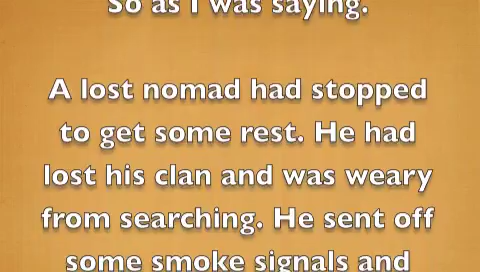 So as I was saying.
A lost nomad had stopped
to get some rest. He had
lost his clan and was weary
from searching. He sent off
some smoke signals and